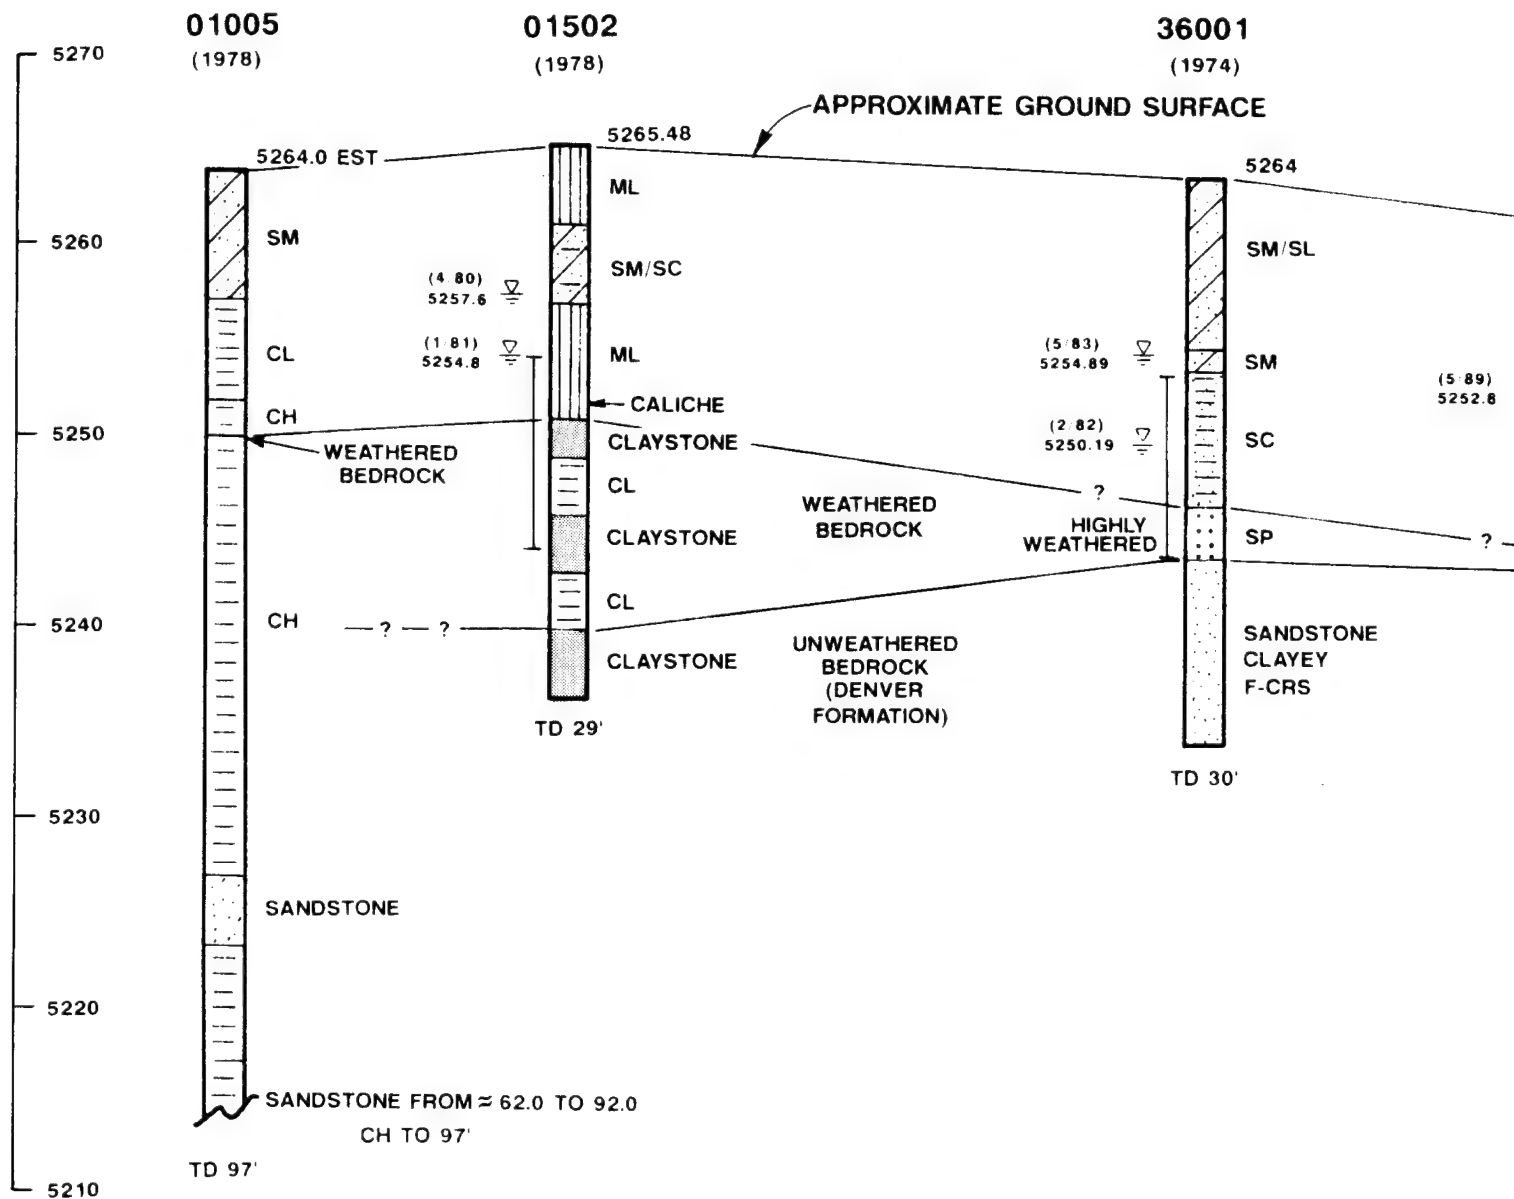 01005
(1978)
01502
(1978)
36001
(1974)
5270
5260
5250
5240
5230
5220
5210
APPROXIMATE GROUND SURFACE
5264.0 EST
SM
CL
CH
WEATHERED
BEDROCK
CH
? ?
SANDSTONE
SANDSTONE FROM ≈ 62.0 TO 92.0
CH TO 97'
TD 97'
5265.48
ML
SM/SC
(4/80)
5257.6
(1/81)
5254.8
ML
CALICHE
CLAYSTONE
CL
CLAYSTONE
CL
CLAYSTONE
TD 29'
WEATHERED
BEDROCK
UNWEATHERED
BEDROCK
(DENVER
FORMATION)
5264
SM/SL
(5/83)
5254.89
SM
(2/82)
5250.19
SC
?
HIGHLY
WEATHERED
SP
SANDSTONE
CLAYEY
F-CRS
TD 30'
(5/89)
5252.8
?